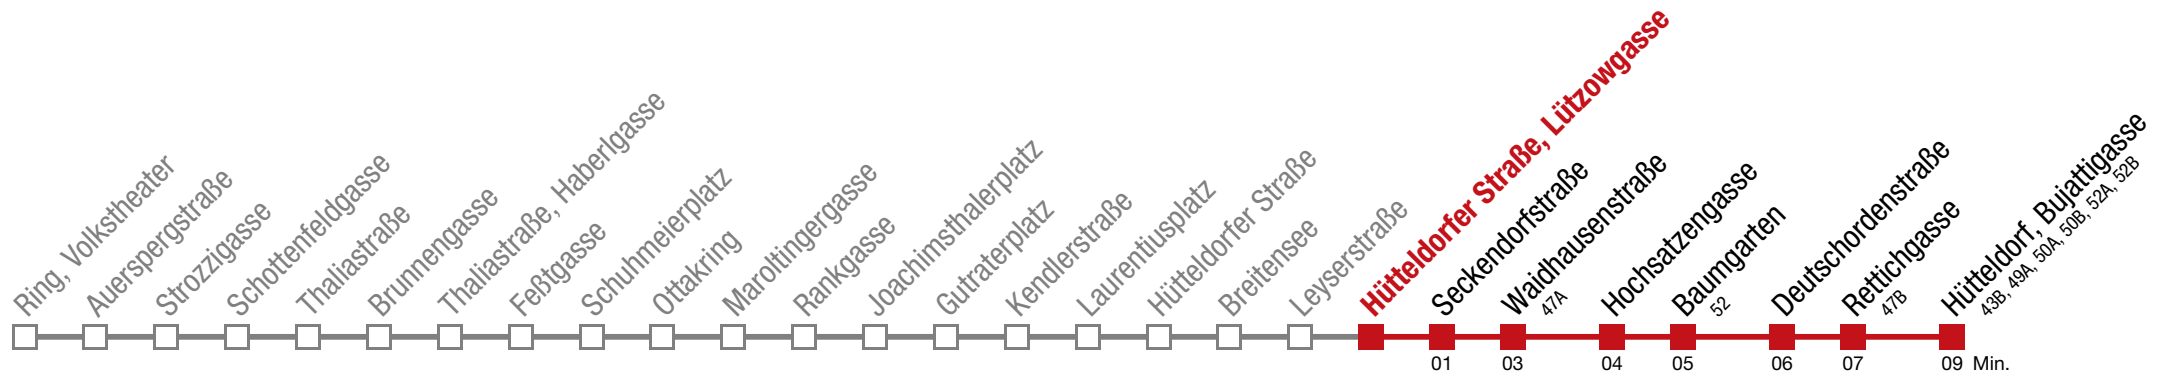 Ring, Volkstheater
Auerspergstraße
Strozzigasse
Schottenfeldgasse
Thaliastraße
Brunnengasse
Thaliastraße, Haberlgasse
Feßtgasse
Schuhmeierplatz
Ottakring
Maroltingergasse
Rankgasse
Joachimsthalerplatz
Gutraterplatz
Kendlerstraße
Laurentiusplatz
Hütteldorfer Straße
Breitensee
Leyserstraße
Hütteldorfer Straße, Lützowgasse
Seckendorfstraße
Waidhausenstraße
47A
Hochsatzengasse
Baumgarten
52
Deutschordenstraße
Rettichgasse
47B
Hütteldorf, Bujattigasse
43B, 49A, 50A, 50B, 52A, 52B
01 03 04 05 06 07 09 Min.